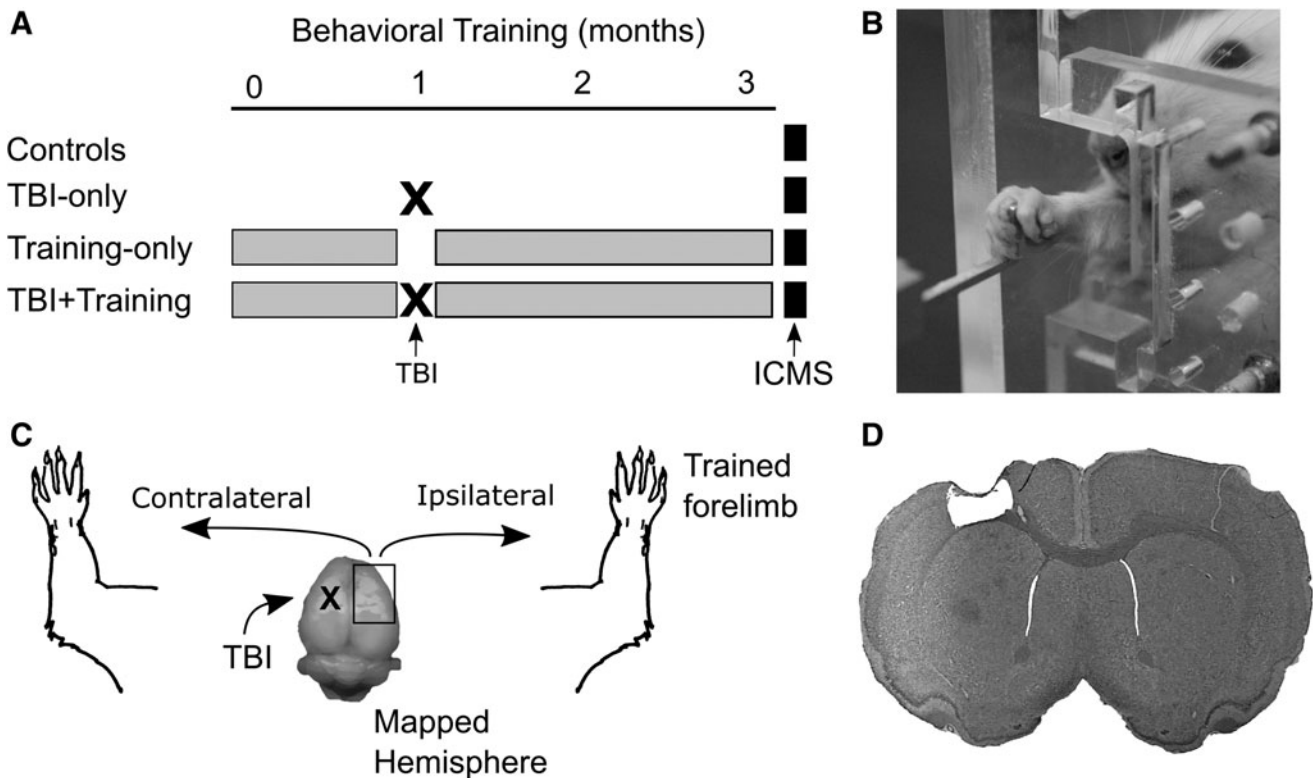 A
Behavioral Training (months)
0 1 2 3
Controls
TBI-only X
Training-only
TBI+Training X
TBI
ICMS
B
C
Contralateral
Ipsilateral
Trained
forelimb
X
TBI
Mapped
Hemisphere
D